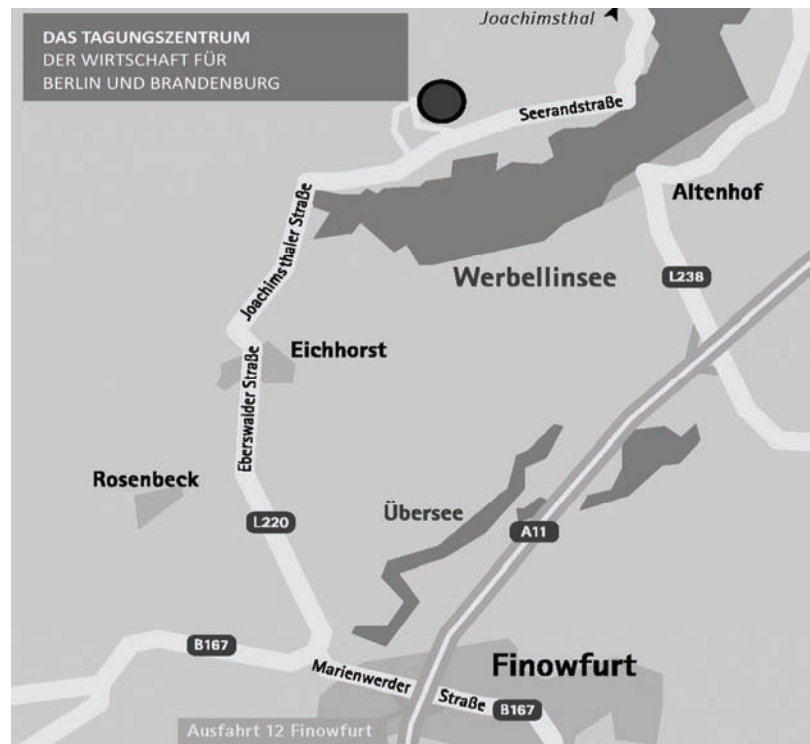 Joachimsthal
DAS TAGUNGSZENTRUM
DER WIRTSCHAFT FÜR
BERLIN UND BRANDENBURG
Seerandstraße
Altenhof
Joachimsthaler Straße
Werbellinsee
L238
Eichhorst
Eberswalder Straße
Rosenbeck
Übersee
L220
A11
B167
Marienwerder Straße
Finowfurt
B167
Ausfahrt 12 Finowfurt